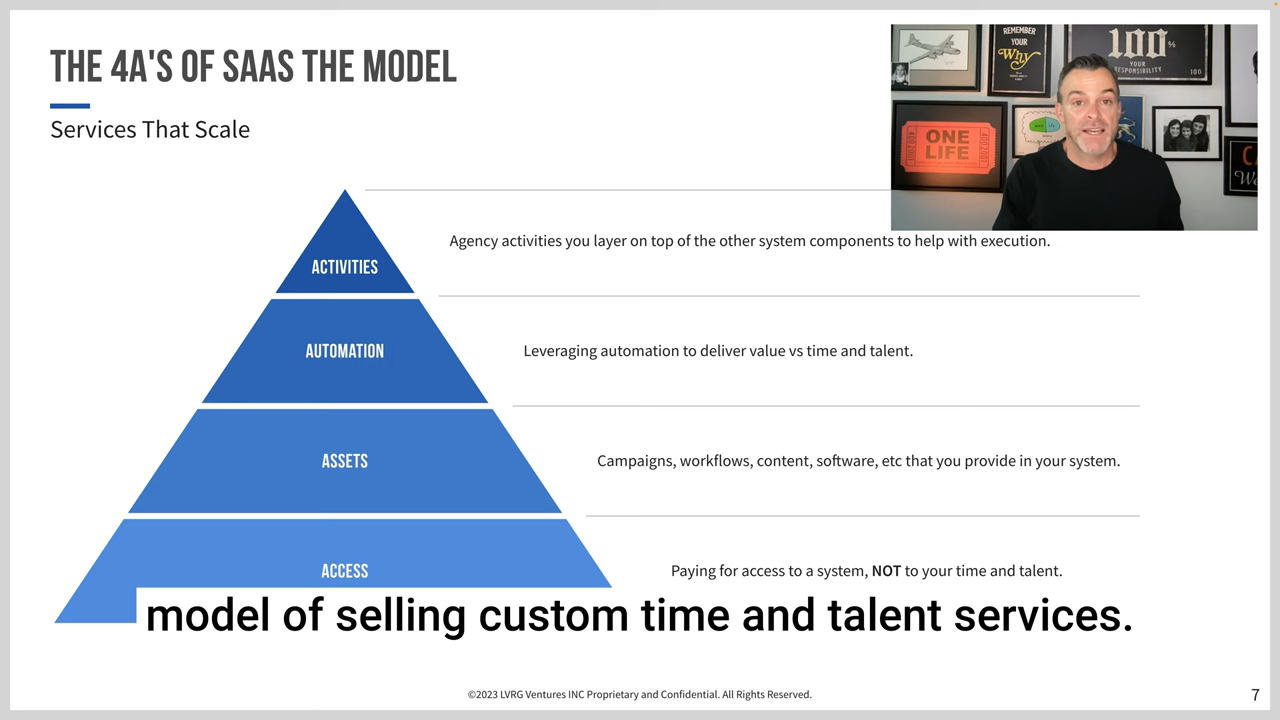 THE 4A'S OF SAAS THE MODEL
Services That Scale
REMEMBER
YOUR
Why
100%
YOUR
RESPONSIBILITY
100
ONE
LIFE
ACTIVITIES
Agency activities you layer on top of the other system components to help with execution.
AUTOMATION
Leveraging automation to deliver value vs time and talent.
ASSETS
Campaigns, workflows, content, software, etc that you provide in your system.
ACCESS
Paying for access to a system, NOT to your time and talent.
model of selling custom time and talent services.
©2023 LVRG Ventures INC Proprietary and Confidential. All Rights Reserved.
7